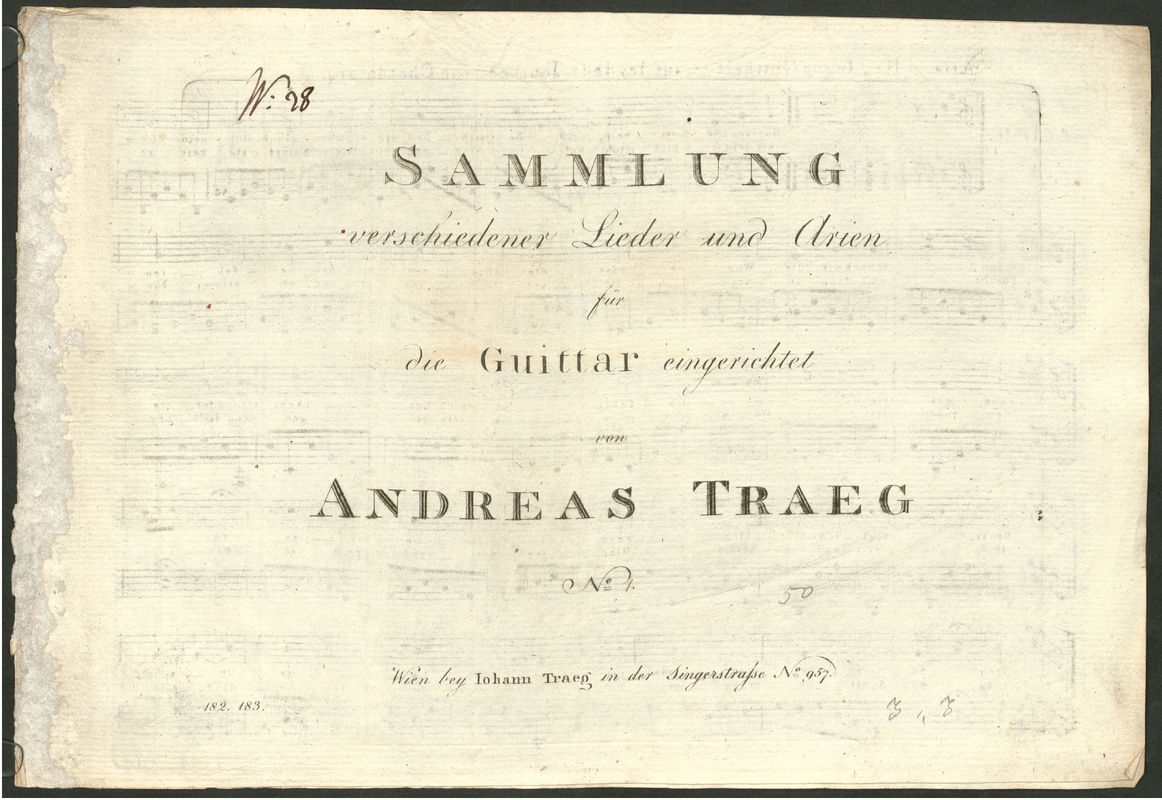 N: 28
SAMMLUNG
verschiedener Lieder und Arien
für
die Guittar eingerichtet
von
ANDREAS TRAEG
No 1.
50
Wien bey Iohann Traeg in der Singerstraſse No 957.
182. 183.